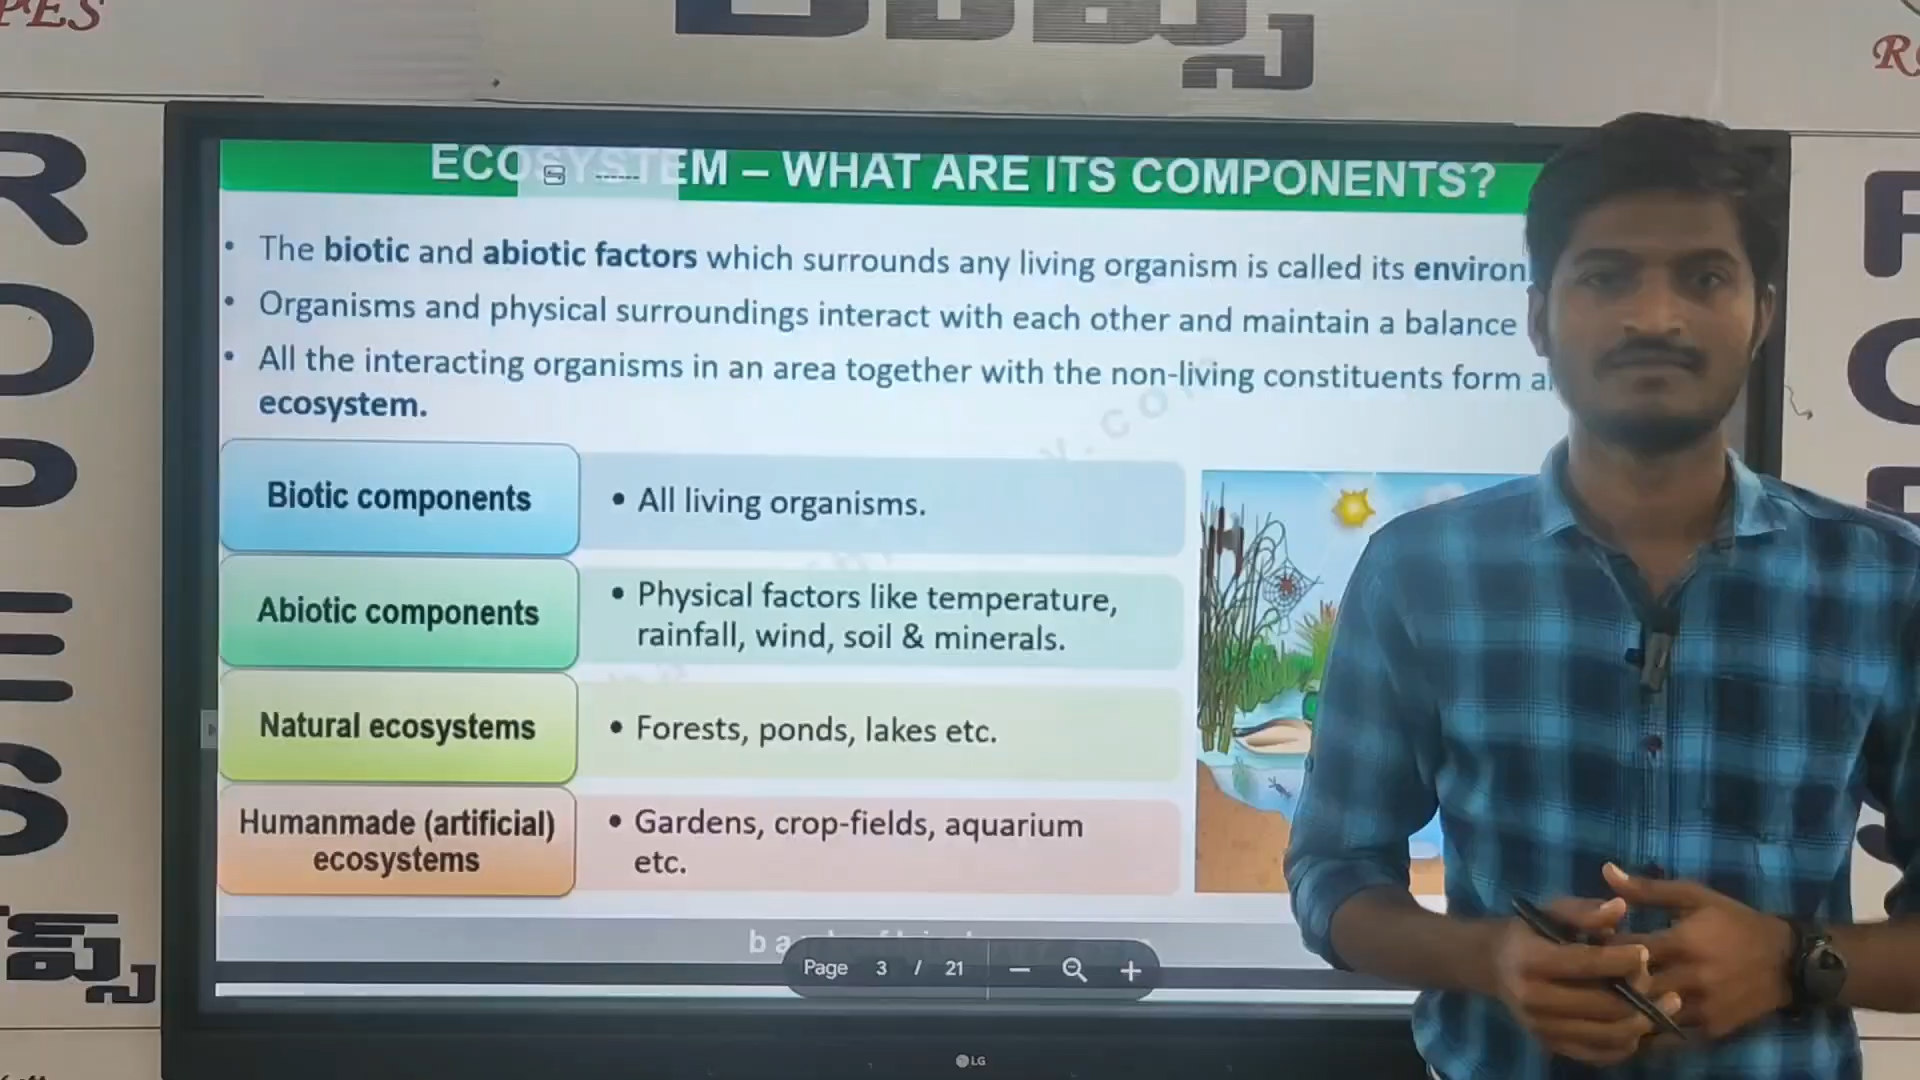 PES
ROPES
ECOSYSTEM – WHAT ARE ITS COMPONENTS?
• The biotic and abiotic factors which surrounds any living organism is called its environ
• Organisms and physical surroundings interact with each other and maintain a balance
• All the interacting organisms in an area together with the non-living constituents form a
ecosystem.
Biotic components
• All living organisms.
Abiotic components
• Physical factors like temperature,
rainfall, wind, soil & minerals.
Natural ecosystems
• Forests, ponds, lakes etc.
Humanmade (artificial)
ecosystems
• Gardens, crop-fields, aquarium
etc.
Page 3 / 21
LG